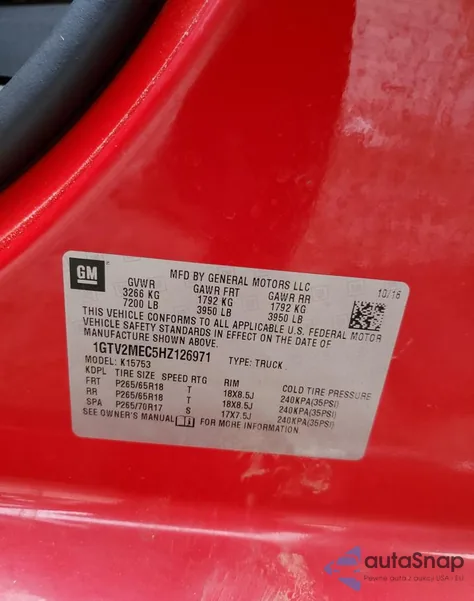 GM
MFD BY GENERAL MOTORS LLC
10/16
GVWR GAWR FRT GAWR RR
3266 KG 1792 KG 1792 KG
7200 LB 3950 LB 3950 LB
THIS VEHICLE CONFORMS TO ALL APPLICABLE U.S. FEDERAL MOTOR
VEHICLE SAFETY STANDARDS IN EFFECT ON THE DATE OF
MANUFACTURE SHOWN ABOVE.
1GTV2MEC5HZ126971 TYPE: TRUCK
MODEL: K15753
KDPL TIRE SIZE SPEED RTG RIM COLD TIRE PRESSURE
FRT P265/65R18 T 18X8.5J 240KPA(35PSI)
RR P265/65R18 T 18X8.5J 240KPA(35PSI)
SPA P265/70R17 S 17X7.5J 240KPA(35PSI)
SEE OWNER'S MANUAL FOR MORE INFORMATION
autaSnap